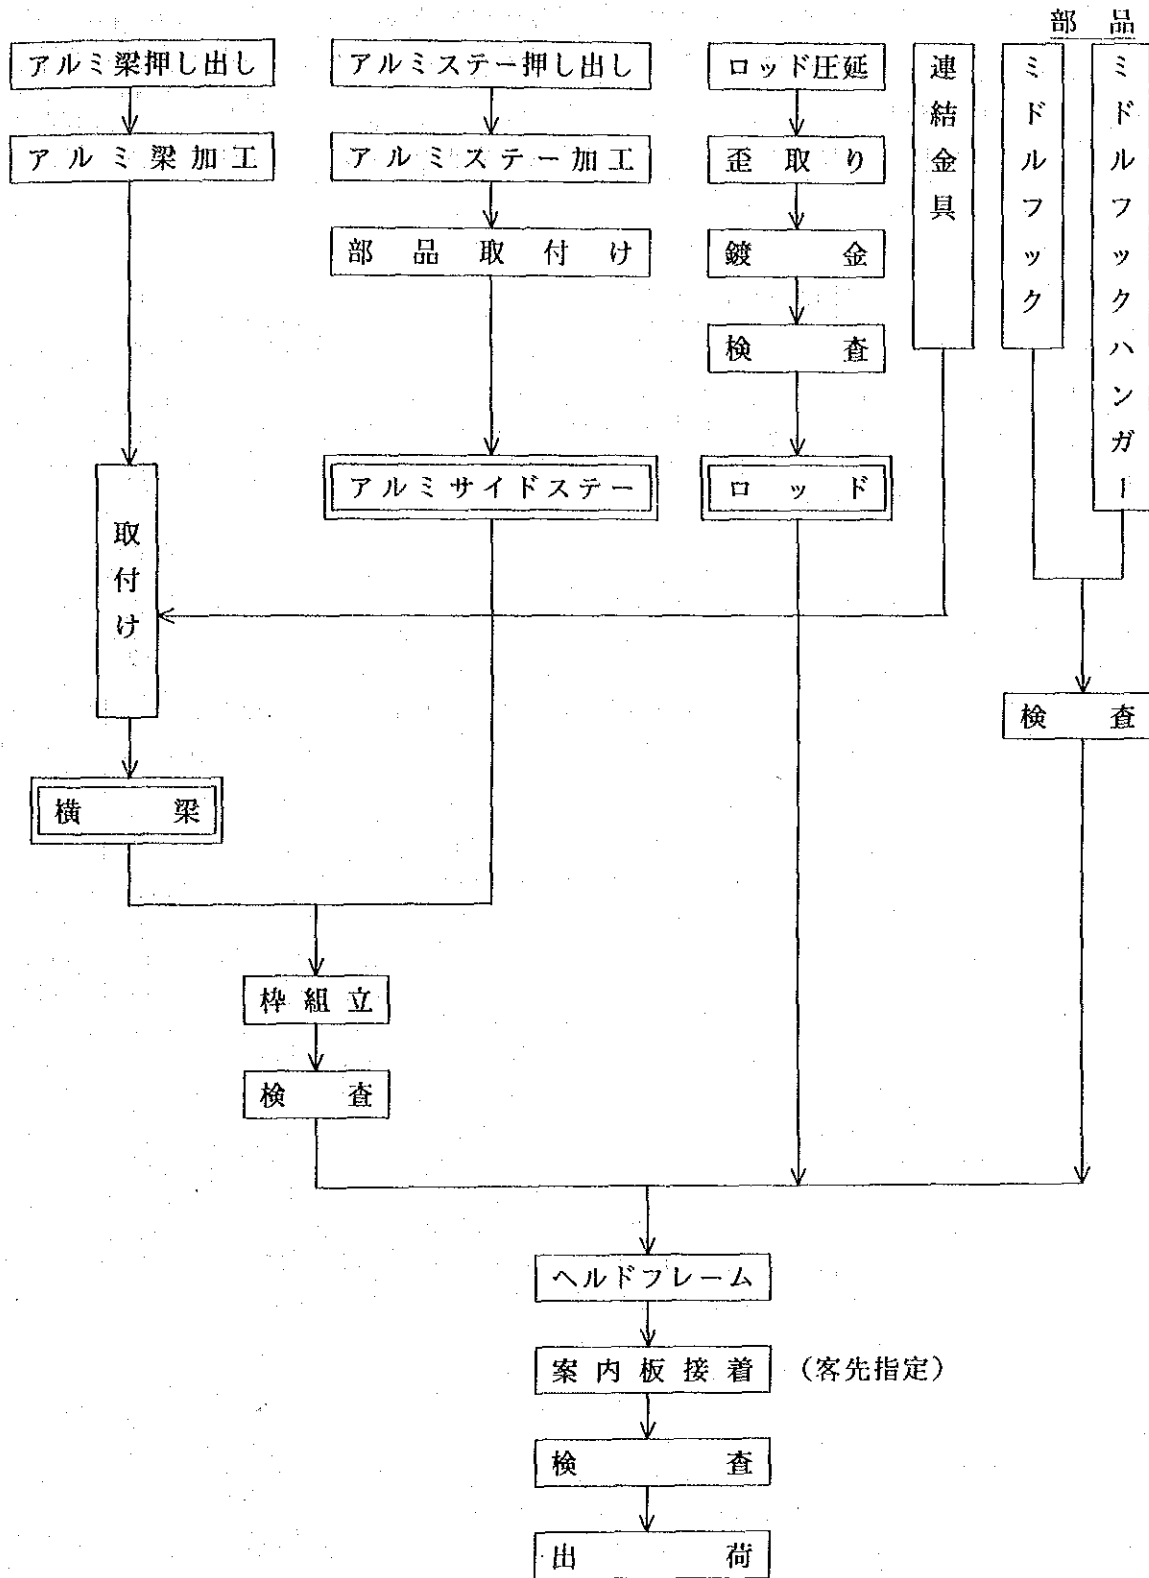 部品
アルミ梁押し出し
アルミステー押し出し
ロッド圧延
連結金具
ミドルフック
ミドルフックハンガー
アルミ梁加工
アルミステー加工
歪取り
部品取付け
鍍金
検査
アルミサイドステー
ロッド
取付け
検査
横梁
枠組立
検査
ヘルドフレーム
案内板接着
(客先指定)
検査
出荷